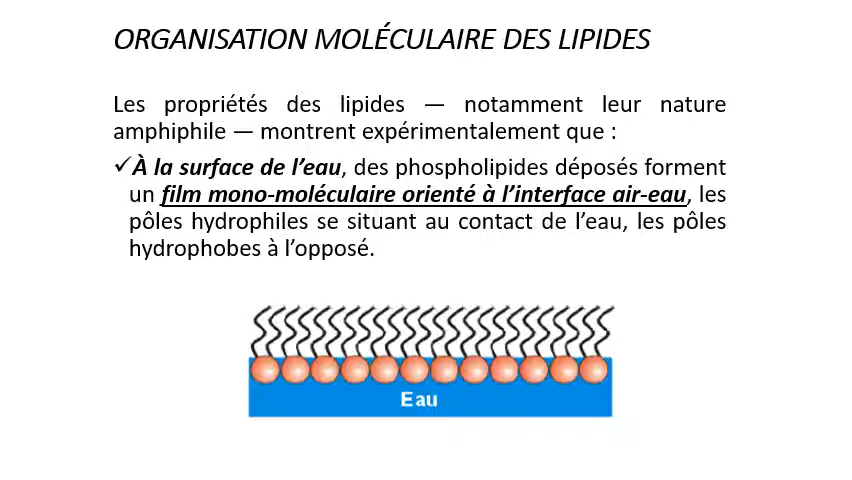 ORGANISATION MOLÉCULAIRE DES LIPIDES
Les propriétés des lipides — notamment leur nature
amphiphile — montrent expérimentalement que :
✓À la surface de l’eau, des phospholipides déposés forment
un film mono-moléculaire orienté à l’interface air-eau, les
pôles hydrophiles se situant au contact de l’eau, les pôles
hydrophobes à l’opposé.
Eau